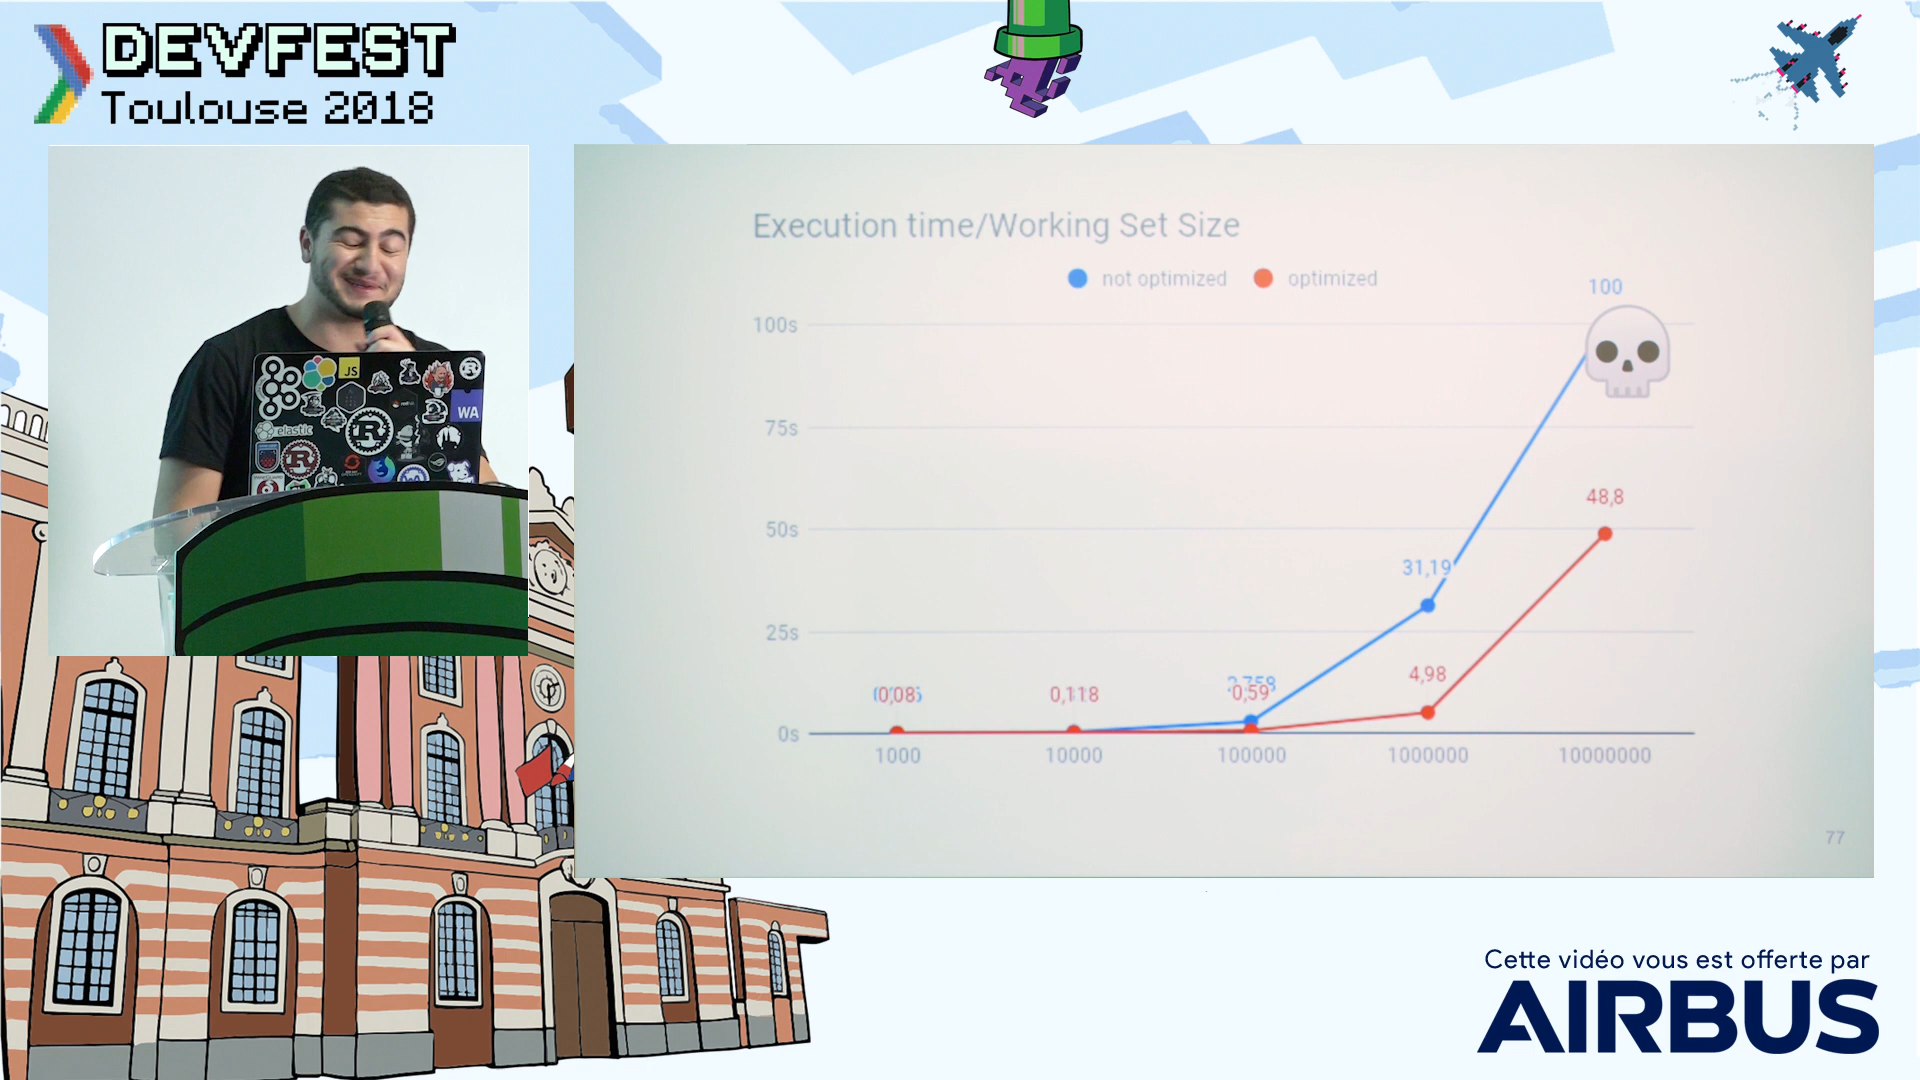 DEVFEST
Toulouse 2018
JS
WA
elastic
R
R
R
Execution time/Working Set Size
not optimized
optimized
100
100s
75s
50s
25s
0s
48,8
31,19
4,98
0,59
0,118
0,08
1000
10000
100000
1000000
10000000
77
Cette vidéo vous est offerte par
AIRBUS